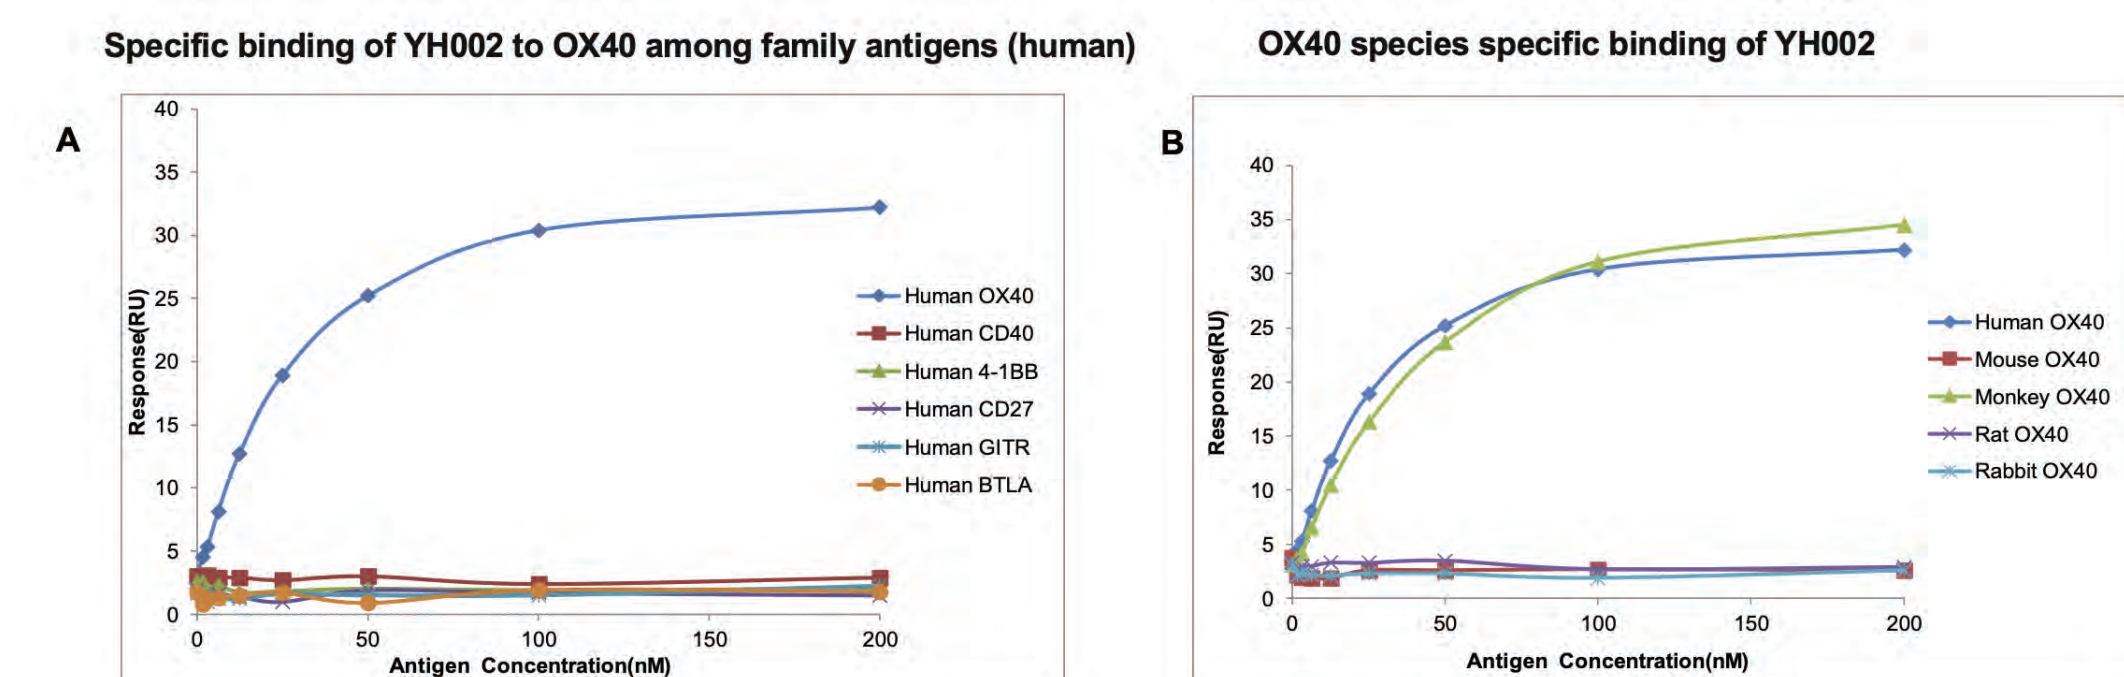 Specific binding of YH002 to OX40 among family antigens (human)
A
40
35
30
25
20
15
10
5
0
Response(RU)
0 50 100 150 200
Antigen Concentration(nM)
Human OX40
Human CD40
Human 4-1BB
Human CD27
Human GITR
Human BTLA
OX40 species specific binding of YH002
B
40
35
30
25
20
15
10
5
0
Response(RU)
0 50 100 150 200
Antigen Concentration(nM)
Human OX40
Mouse OX40
Monkey OX40
Rat OX40
Rabbit OX40